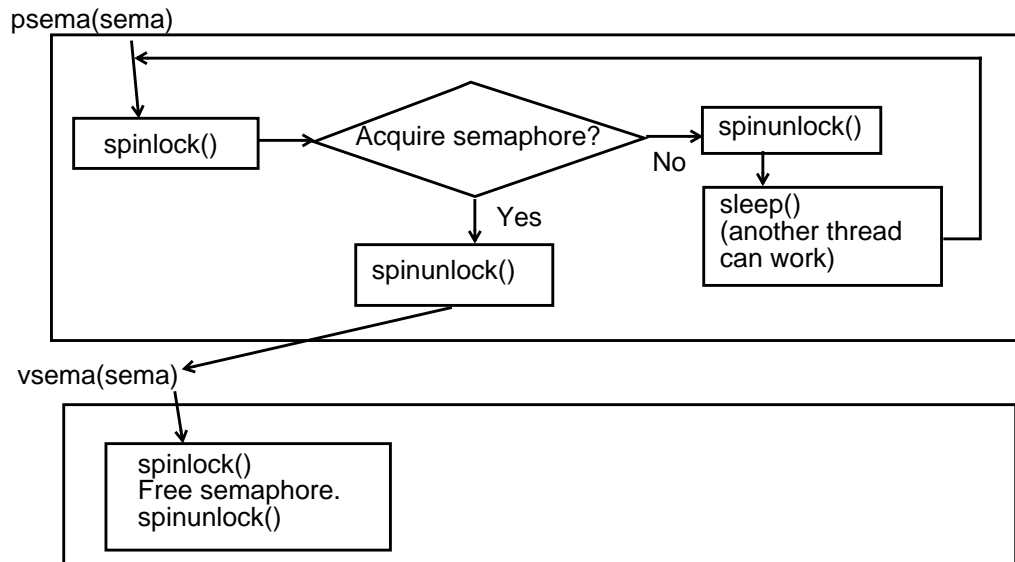 psema(sema)
spinlock()
Acquire semaphore?
No
spinunlock()
sleep()
(another thread
can work)
Yes
spinunlock()
vsema(sema)
spinlock()
Free semaphore.
spinunlock()